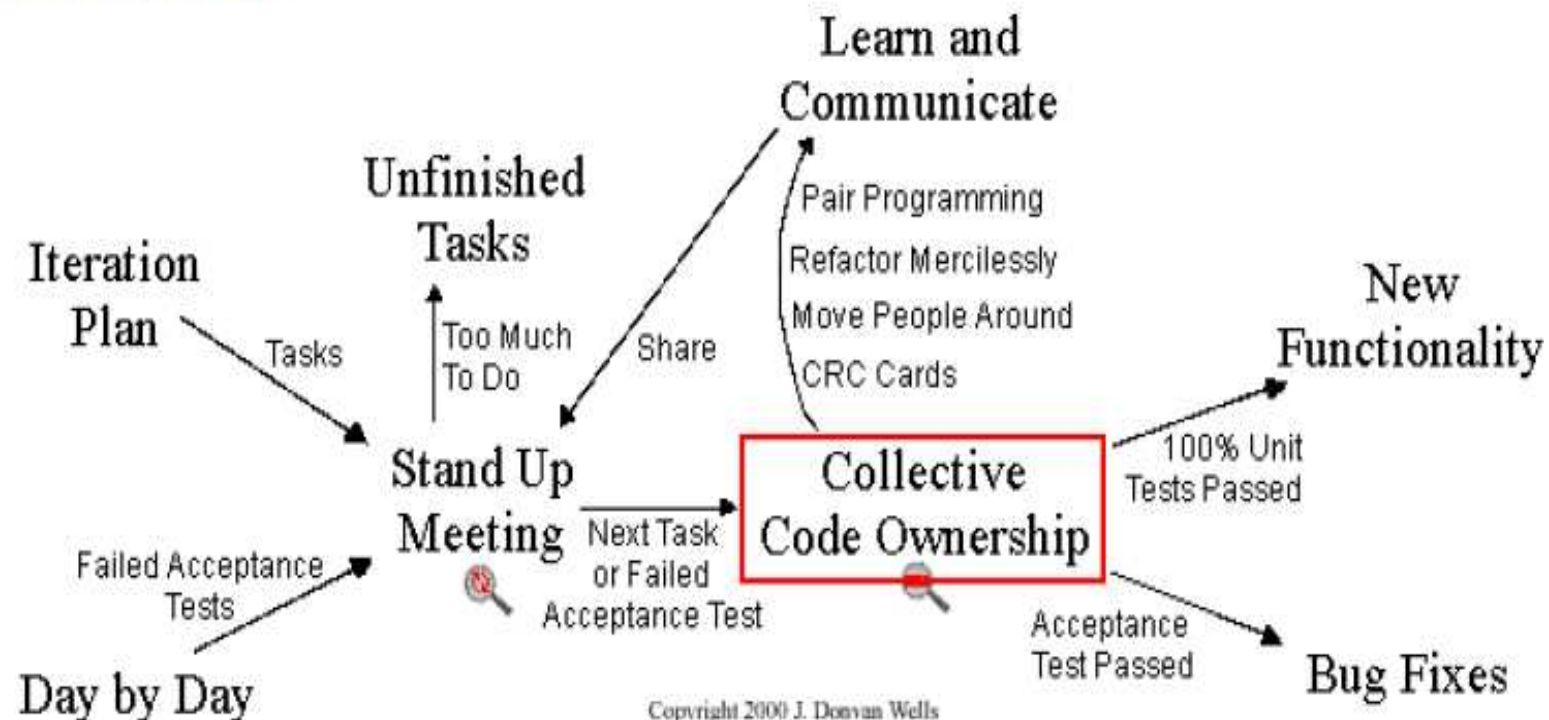 Learn and
Communicate
Unfinished
Tasks
Pair Programming
Refactor Mercilessly
Move People Around
CRC Cards
Iteration
Plan
Tasks
Too Much
To Do
Share
New
Functionality
Stand Up
Meeting
Collective
Code Ownership
100% Unit
Tests Passed
Next Task
or Failed
Acceptance Test
Failed Acceptance
Tests
Acceptance
Test Passed
Day by Day
Bug Fixes
Copyright 2000 J. Donvan Wells